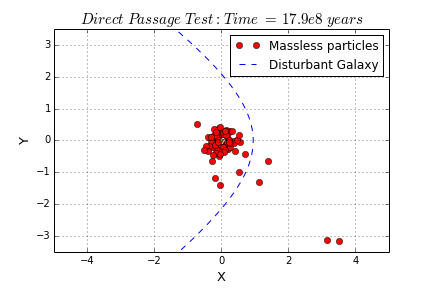 Direct Passage Test: Time = 17.9e8 years
Massless particles
Disturbant Galaxy
Y
3
2
1
0
−1
−2
−3
−4
−2
0
2
4
X